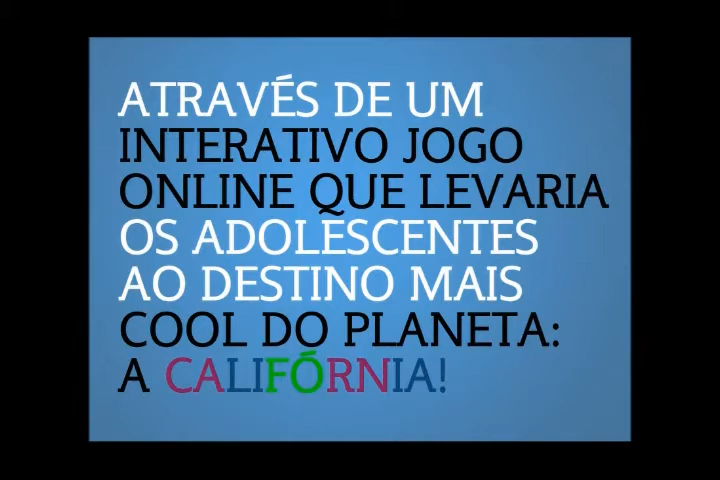 ATRAVÉS DE UM
INTERATIVO JOGO
ONLINE QUE LEVARIA
OS ADOLESCENTES
AO DESTINO MAIS
COOL DO PLANETA:
A CALIFÓRNIA!